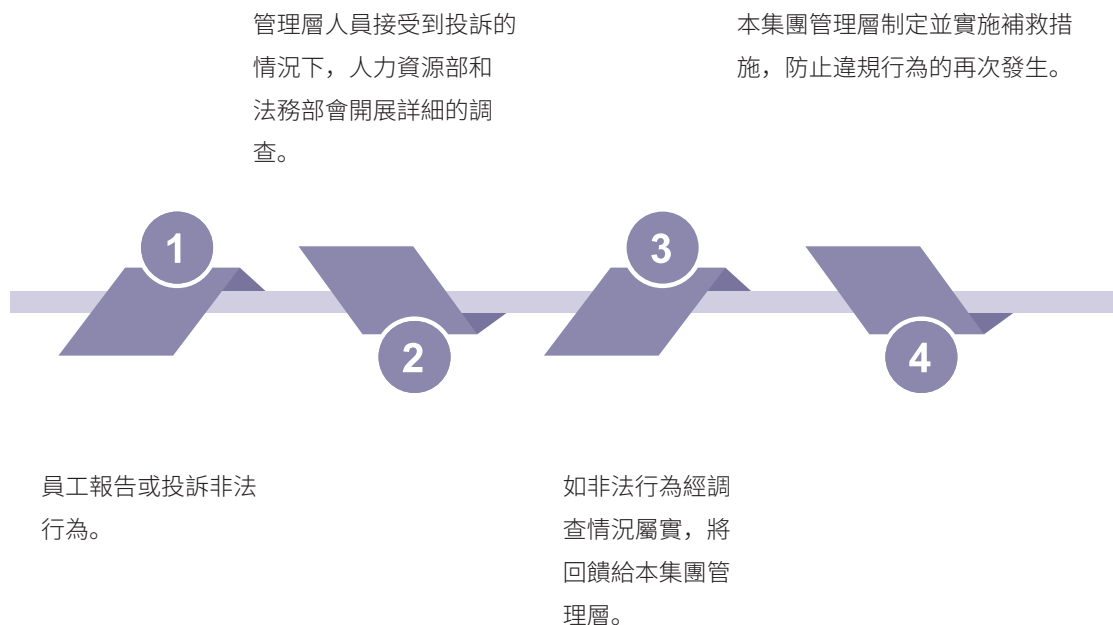 管理層人員接受到投訴的
情況下，人力資源部和
法務部會開展詳細的調
查。
本集團管理層制定並實施補救措
施，防止違規行為的再次發生。
1
2
3
4
員工報告或投訴非法
行為。
如非法行為經調
查情況屬實，將
回饋給本集團管
理層。